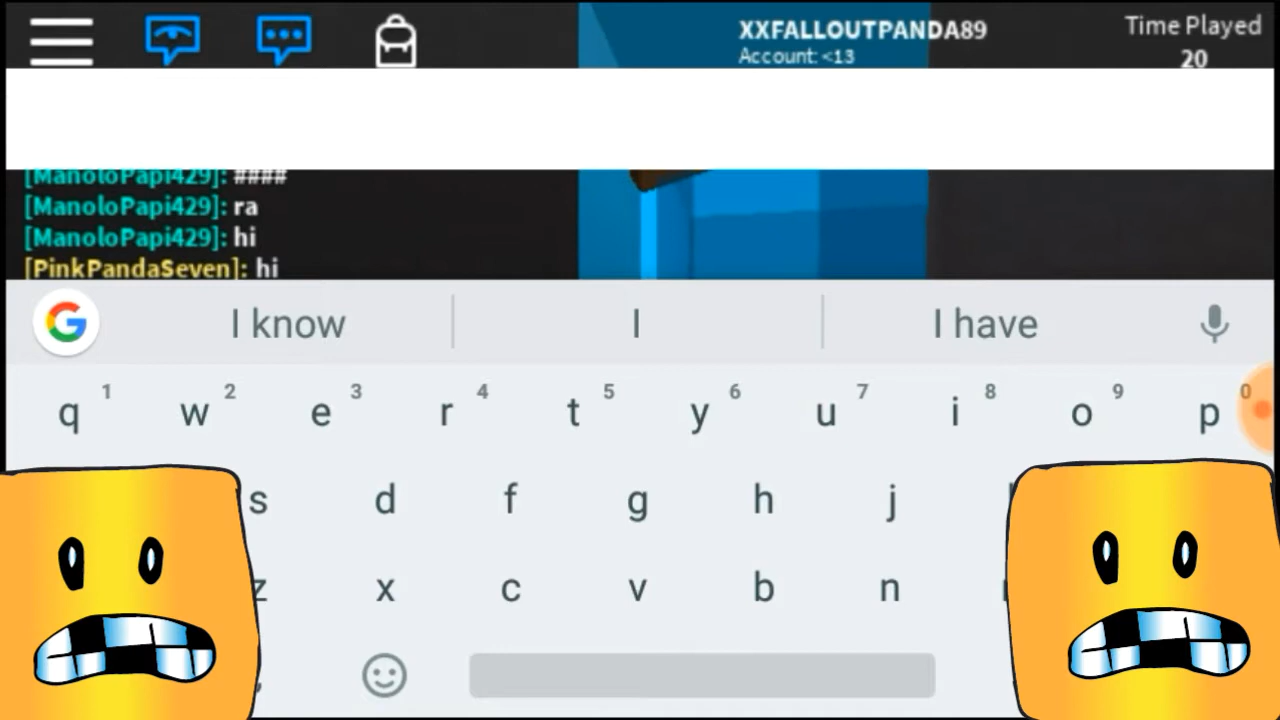 XXFALLOUTPANDA89
Account: <13
Time Played
20
[ManoloPapi429]: ####
[ManoloPapi429]: ra
[ManoloPapi429]: hi
[PinkPandaSeven]: hi
G
I know
I
I have
1 2 3 4 5 6 7 8 9 0
q w e r t y u i o p
s d f g h j
z x c v b n